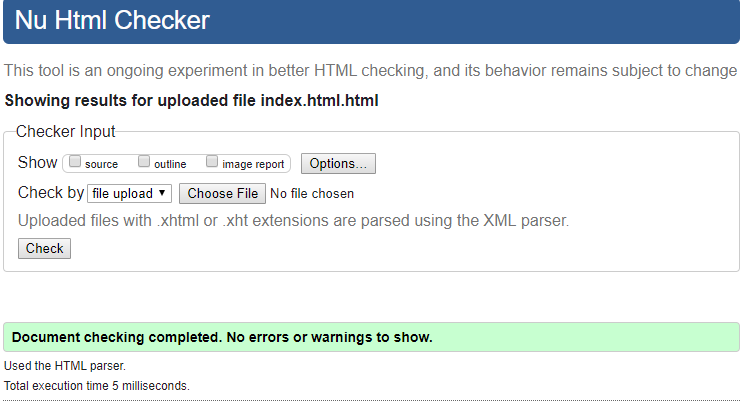 Nu Html Checker
This tool is an ongoing experiment in better HTML checking, and its behavior remains subject to change
Showing results for uploaded file index.html.html
Checker Input
Show source outline image report Options...
Check by file upload Choose File No file chosen
Uploaded files with .xhtml or .xht extensions are parsed using the XML parser.
Check
Document checking completed. No errors or warnings to show.
Used the HTML parser.
Total execution time 5 milliseconds.